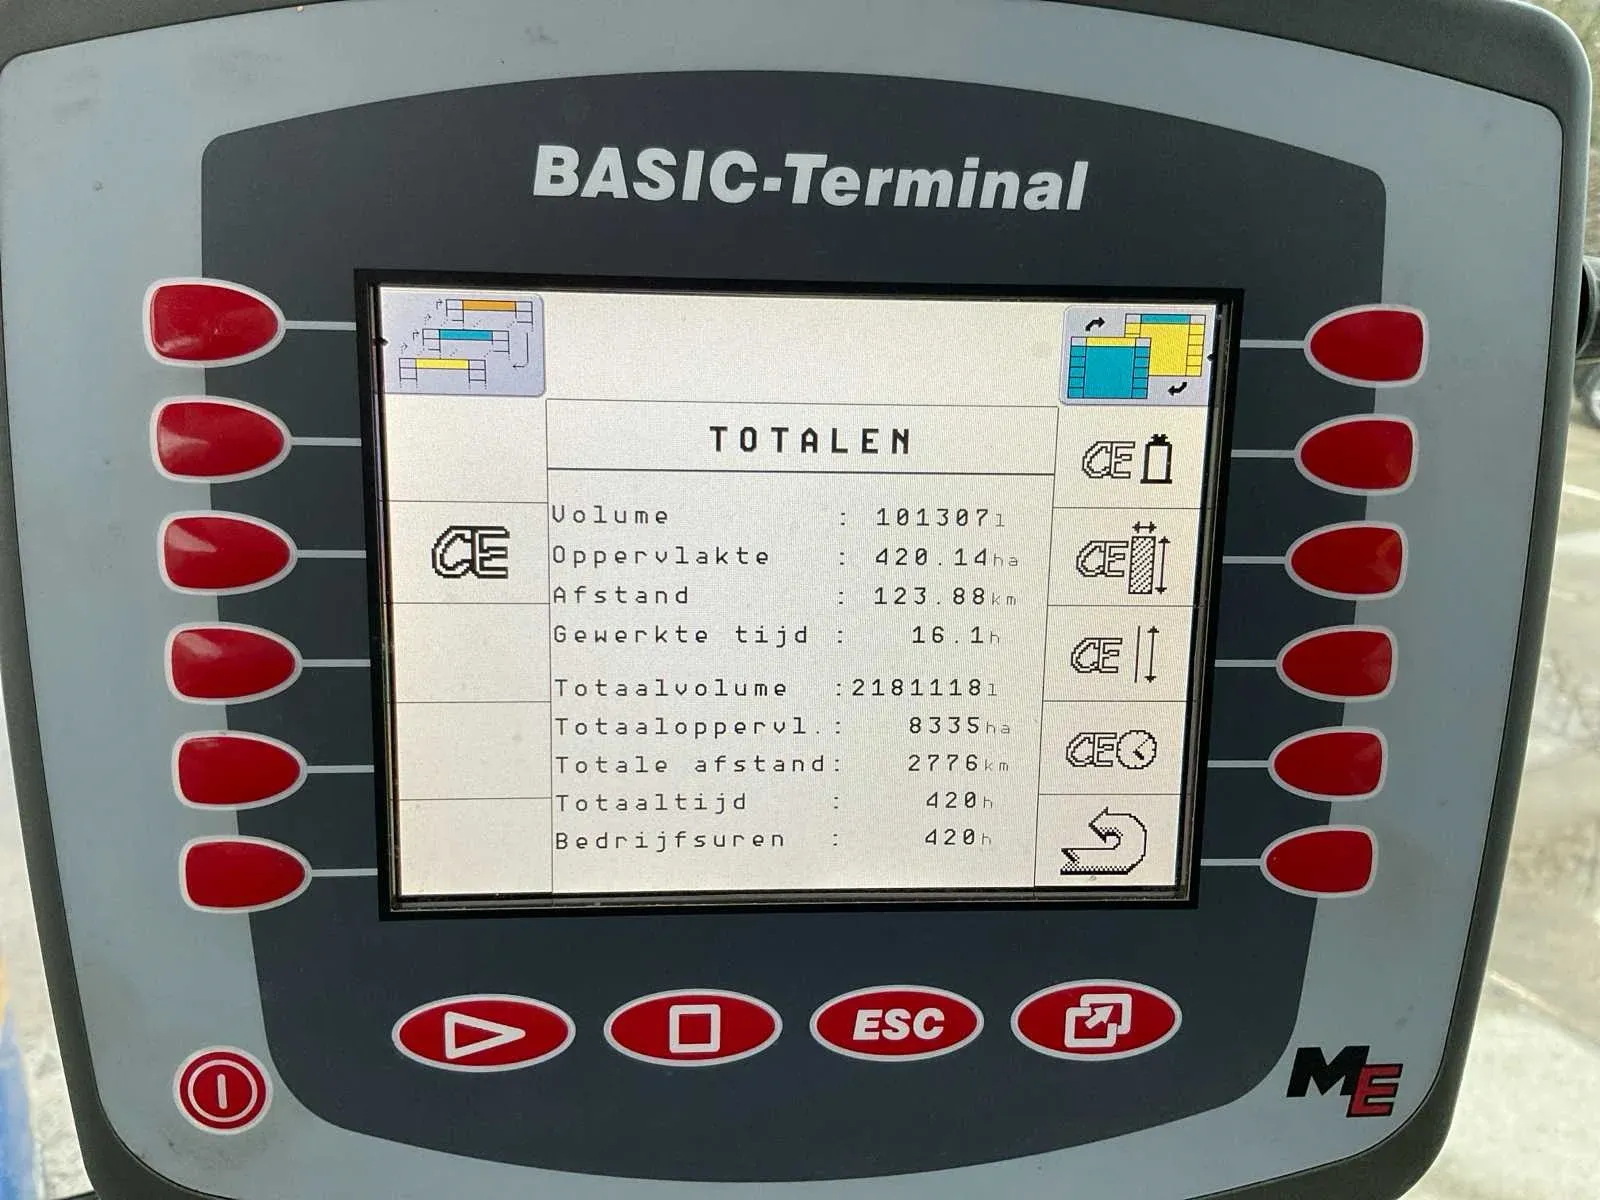 BASIC-Terminal
TOTALEN
CE
Volume : 101307l
CE
Oppervlakte : 420.14ha
CE
Afstand : 123.88km
Gewerkte tijd : 16.1h
CE
Totaalvolume :2181118l
Totaaloppervl.: 8335ha
CE
Totale afstand: 2776km
Totaaltijd : 420h
Bedrijfsuren : 420h
ESC
ME